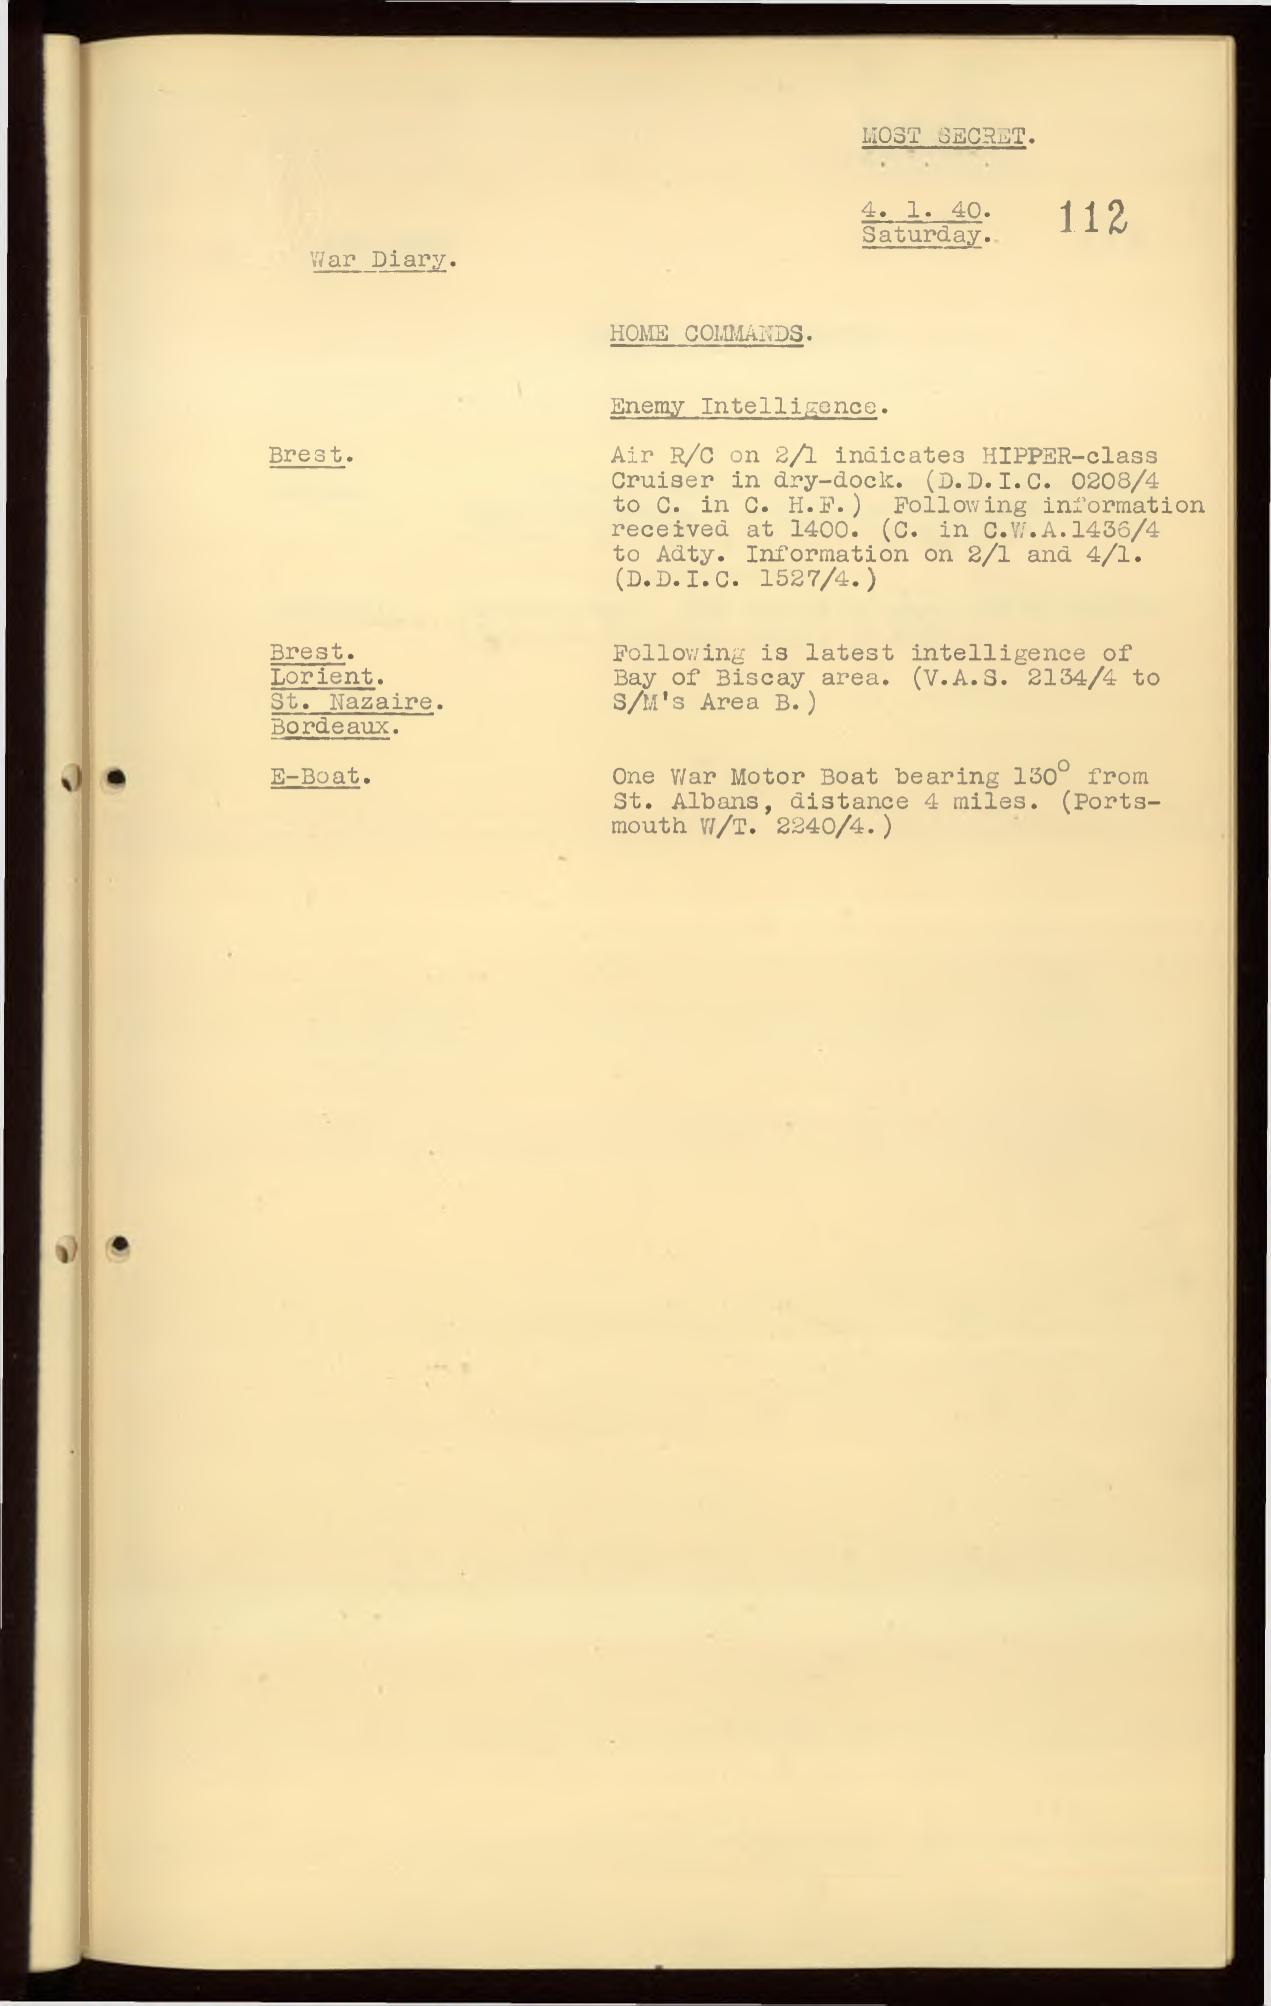 MOST SECRET.
4. 1. 40.
112
Saturday.
War Diary.
HOME COMMANDS.
Enemy Intelligence.
Brest.
Air R/C on 2/1 indicates HIPPER-class
Cruiser in dry-dock. (D.D.I.C. 0208/4
to C. in C. H.F.) Following information
received at 1400. (C. in C.W.A.1436/4
to Adty. Information on 2/1 and 4/1.
(D.D.I.C. 1527/4.)
Brest.
Lorient.
St. Nazaire.
Bordeaux.
Following is latest intelligence of
Bay of Biscay area. (V.A.S. 2134/4 to
S/M's Area B.)
E-Boat.
One War Motor Boat bearing 130° from
St. Albans, distance 4 miles. (Ports-
mouth W/T. 2240/4.)